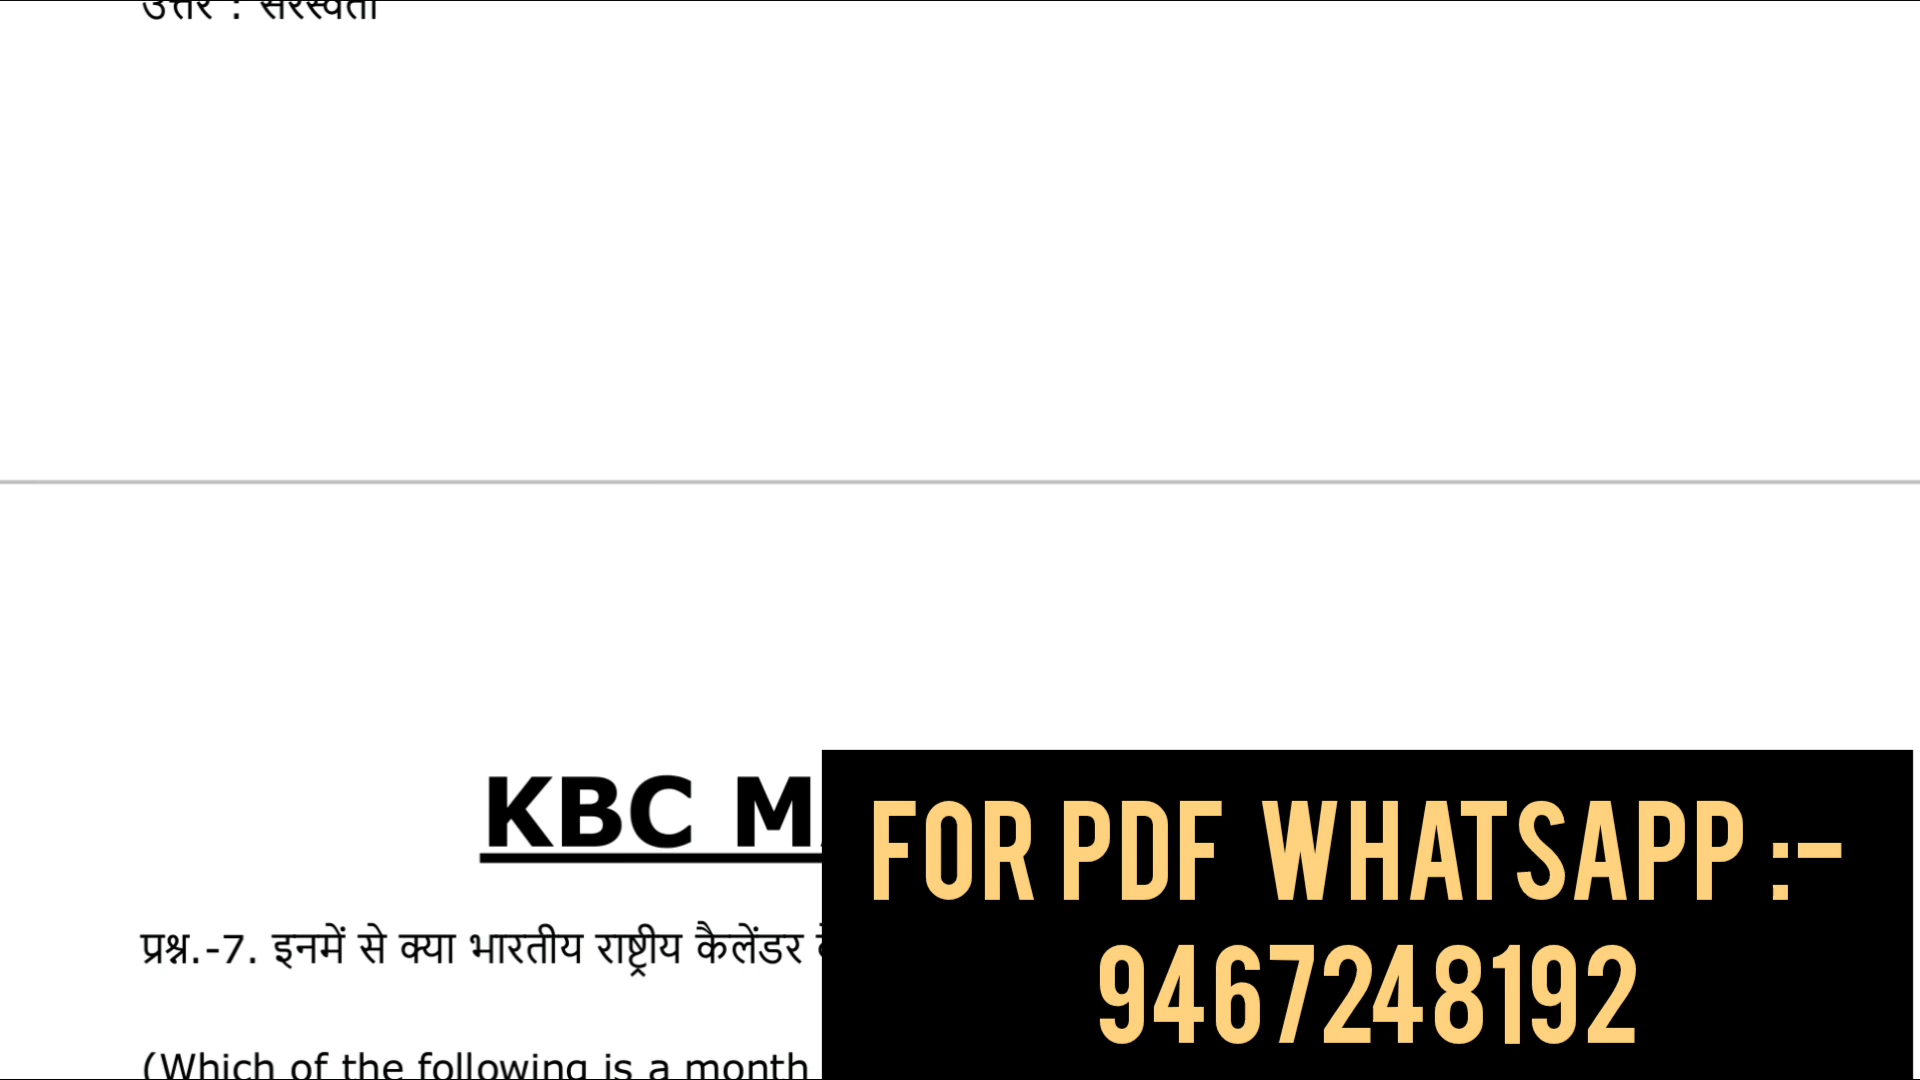 उत्तर : सरस्वती
KBC M
प्रश्न.-7. इनमें से क्या भारतीय राष्ट्रीय कैलेंडर
(Which of the following is a month
FOR PDF WHATSAPP :-
9467248192